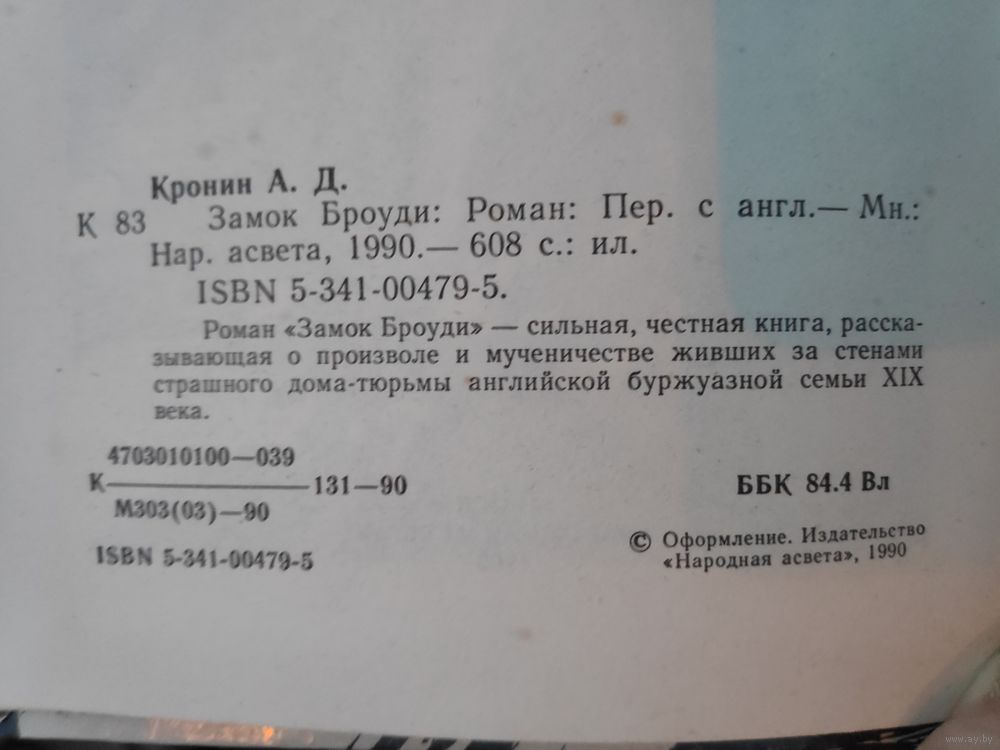 Кронин А. Д.
К 83 Замок Броуди: Роман: Пер. с англ.— Мн.:
Нар. асвета, 1990.— 608 с.: ил.
ISBN 5-341-00479-5.
Роман «Замок Броуди» — сильная, честная книга, расска-
зывающая о произволе и мученичестве живших за стенами
страшного дома-тюрьмы английской буржуазной семьи XIX
века.
4703010100—039
К————————131—90
М303(03)—90
ББК 84.4 Вл
ISBN 5-341-00479-5
© Оформление. Издательство
«Народная асвета», 1990
www.ay.by